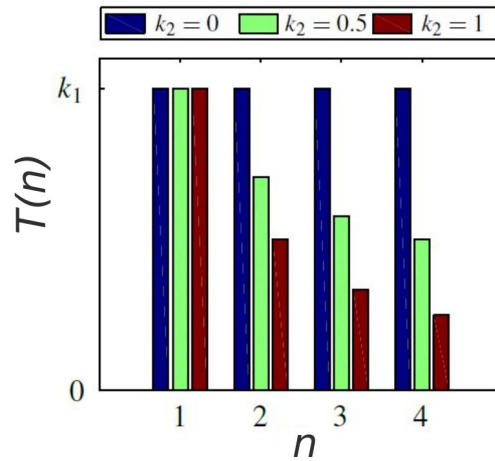 k₂ = 0 k₂ = 0.5 k₂ = 1
k₁
T(n)
0
1 2 3 4
n